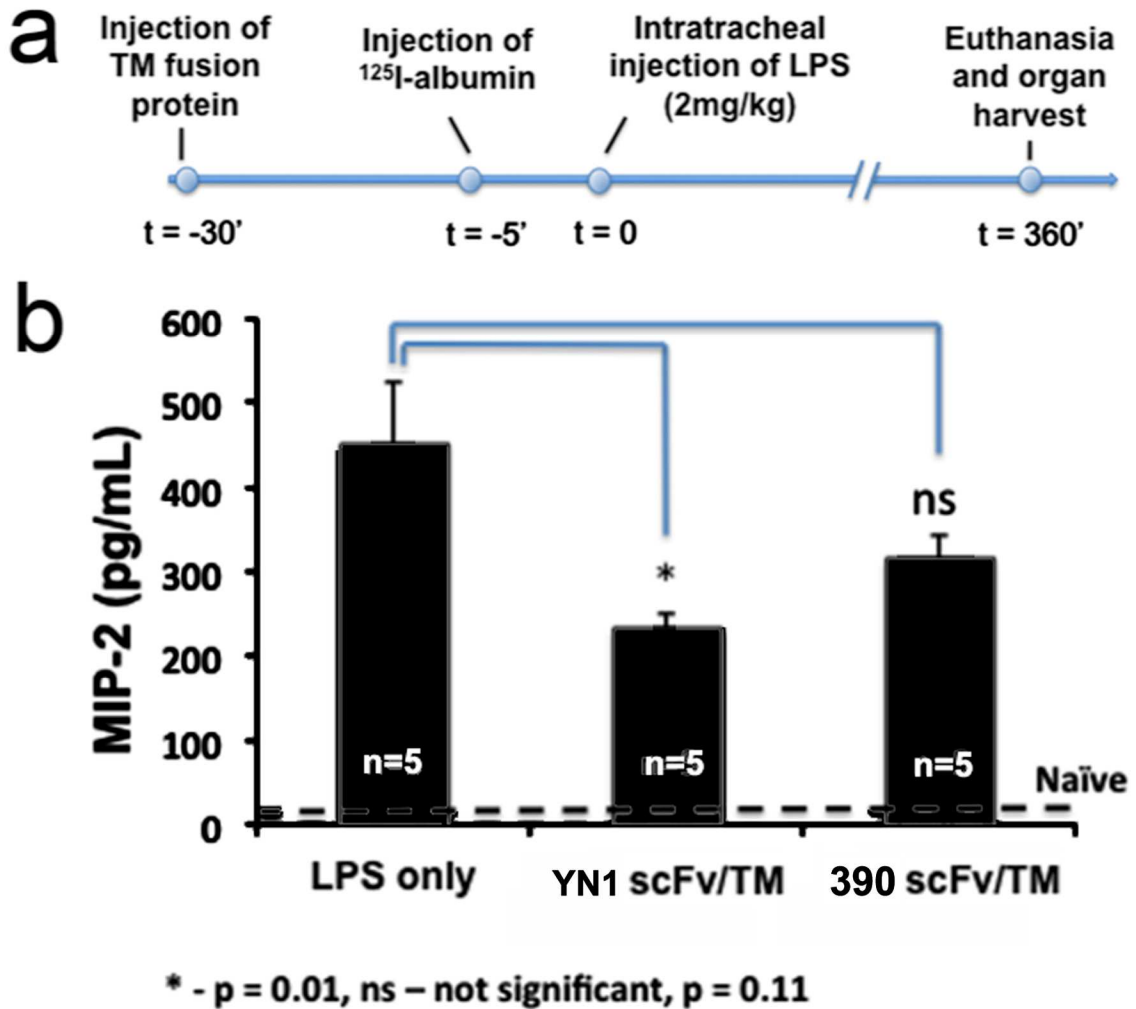 a
Injection of
TM fusion
protein
Injection of
¹²⁵I-albumin
Intratracheal
injection of LPS
(2mg/kg)
Euthanasia
and organ
harvest
t = -30’
t = -5’
t = 0
t = 360’
b
MIP-2 (pg/mL)
600
500
400
300
200
100
0
*
ns
n=5
n=5
n=5
Naïve
LPS only
YN1 scFv/TM
390 scFv/TM
* - p = 0.01, ns – not significant, p = 0.11